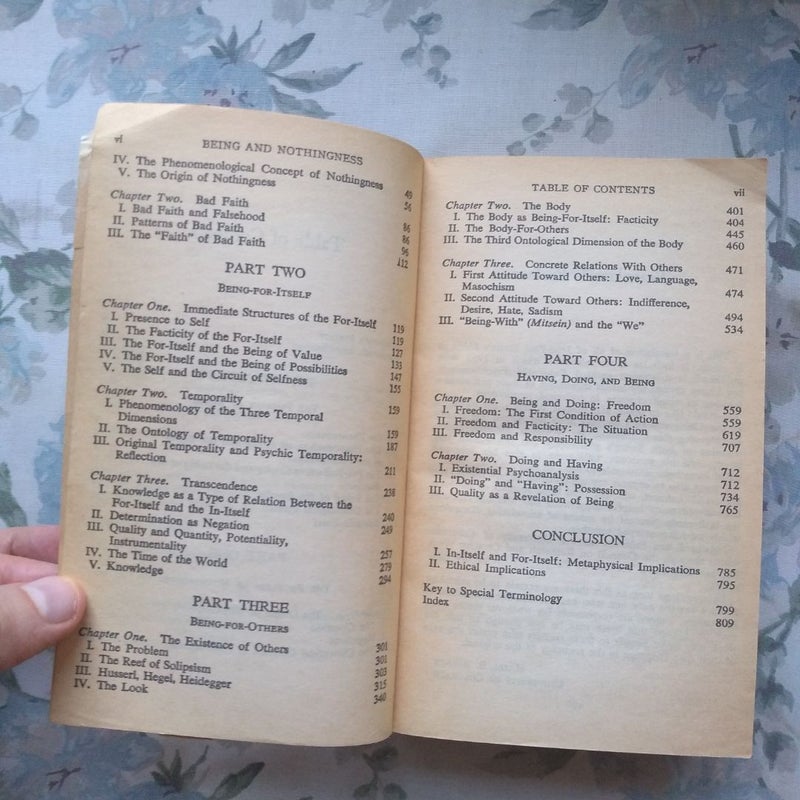 vi
BEING AND NOTHINGNESS
IV. The Phenomenological Concept of Nothingness 49
V. The Origin of Nothingness 56
Chapter Two. Bad Faith 86
I. Bad Faith and Falsehood 86
II. Patterns of Bad Faith 96
III. The "Faith" of Bad Faith 112
PART TWO
BEING-FOR-ITSELF
Chapter One. Immediate Structures of the For-Itself 119
I. Presence to Self 119
II. The Facticity of the For-Itself 127
III. The For-Itself and the Being of Value 133
IV. The For-Itself and the Being of Possibilities 147
V. The Self and the Circuit of Selfness 155
Chapter Two. Temporality 159
I. Phenomenology of the Three Temporal
Dimensions 159
II. The Ontology of Temporality 187
III. Original Temporality and Psychic Temporality:
Reflection 211
Chapter Three. Transcendence 238
I. Knowledge as a Type of Relation Between the
For-Itself and the In-Itself 240
II. Determination as Negation 249
III. Quality and Quantity, Potentiality,
Instrumentality 257
IV. The Time of the World 279
V. Knowledge 294
PART THREE
BEING-FOR-OTHERS
Chapter One. The Existence of Others 301
I. The Problem 301
II. The Reef of Solipsism 303
III. Husserl, Hegel, Heidegger 315
IV. The Look 340
TABLE OF CONTENTS vii
Chapter Two. The Body 401
I. The Body as Being-For-Itself: Facticity 404
II. The Body-For-Others 445
III. The Third Ontological Dimension of the Body 460
Chapter Three. Concrete Relations With Others 471
I. First Attitude Toward Others: Love, Language,
Masochism 474
II. Second Attitude Toward Others: Indifference,
Desire, Hate, Sadism 494
III. "Being-With" (Mitsein) and the "We" 534
PART FOUR
HAVING, DOING, AND BEING
Chapter One. Being and Doing: Freedom 559
I. Freedom: The First Condition of Action 559
II. Freedom and Facticity: The Situation 619
III. Freedom and Responsibility 707
Chapter Two. Doing and Having 712
I. Existential Psychoanalysis 712
II. "Doing" and "Having": Possession 734
III. Quality as a Revelation of Being 765
CONCLUSION
I. In-Itself and For-Itself: Metaphysical Implications 785
II. Ethical Implications 795
Key to Special Terminology 799
Index 809